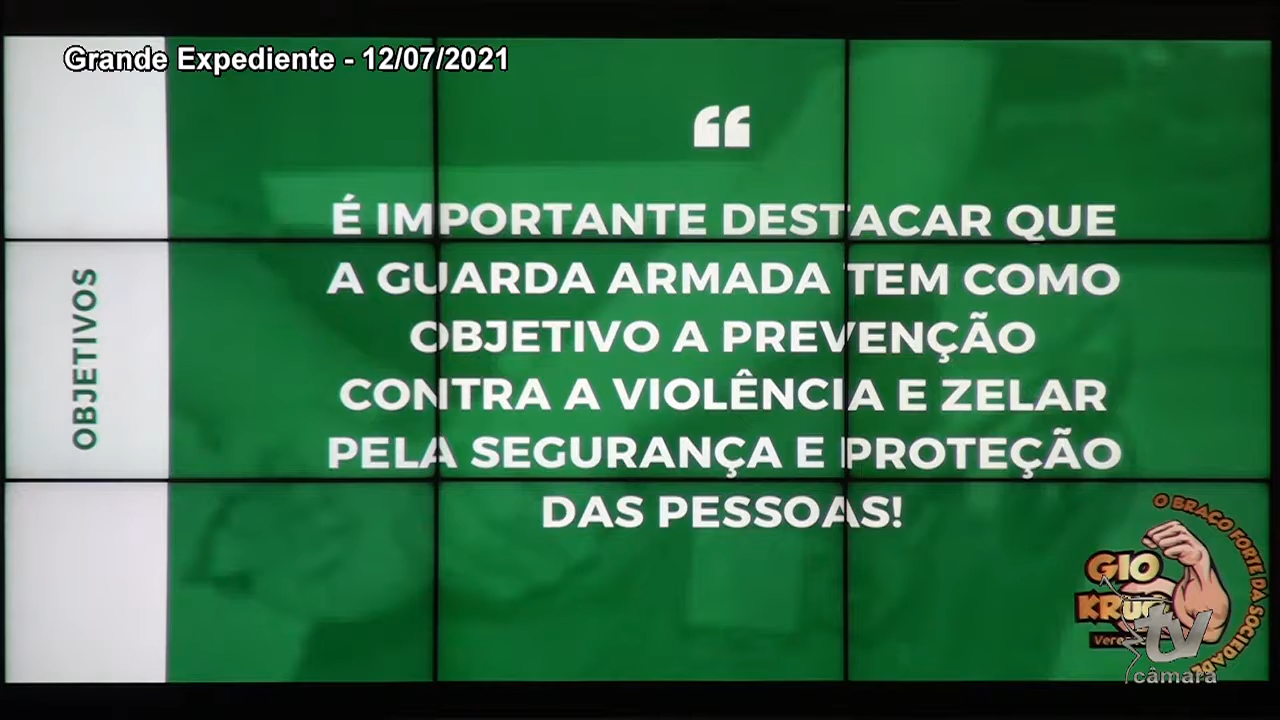 Grande Expediente - 12/07/2021
OBJETIVOS
“
É IMPORTANTE DESTACAR QUE
A GUARDA ARMADA TEM COMO
OBJETIVO A PREVENÇÃO
CONTRA A VIOLÊNCIA E ZELAR
PELA SEGURANÇA E PROTEÇÃO
DAS PESSOAS!
O BRAÇO FORTE DA SOCIEDADE
GIO
tv
câmara